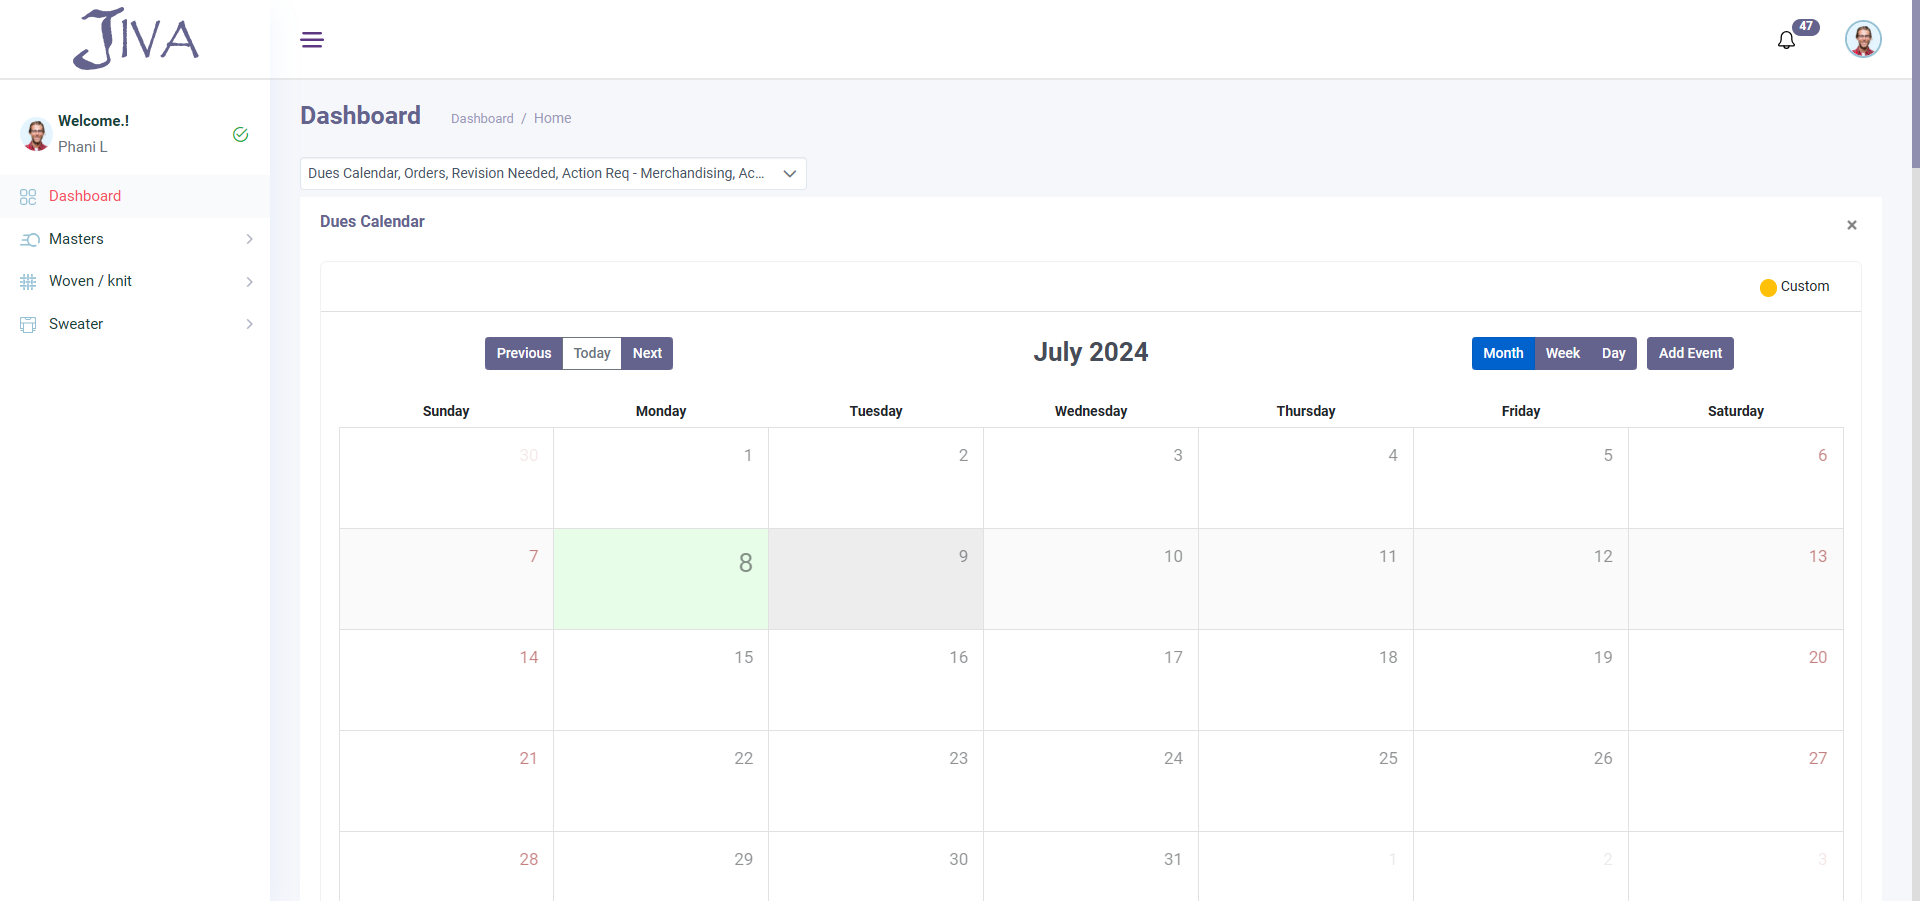 JIVA
47
Welcome.!
Phani L
Dashboard
Masters
Woven / knit
Sweater
Dashboard
Dashboard / Home
Dues Calendar, Orders, Revision Needed, Action Req - Merchandising, Ac...
Dues Calendar
×
Custom
Previous Today Next
July 2024
Month Week Day Add Event
Sunday Monday Tuesday Wednesday Thursday Friday Saturday
30 1 2 3 4 5 6
7 8 9 10 11 12 13
14 15 16 17 18 19 20
21 22 23 24 25 26 27
28 29 30 31 1 2 3